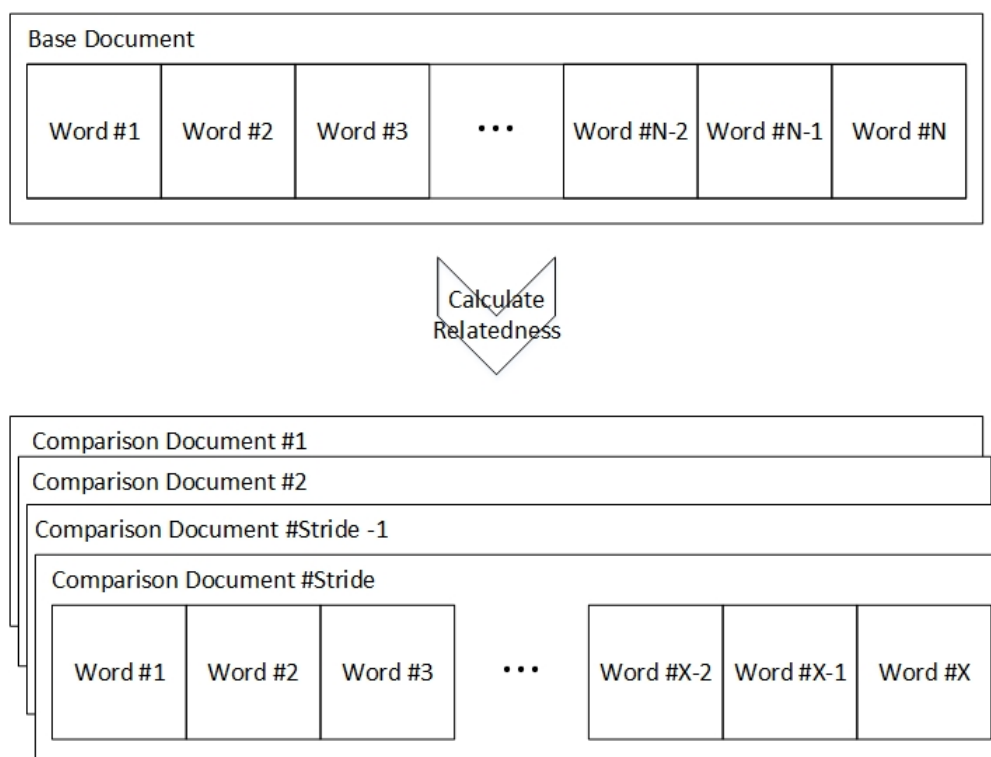 Base Document
Word #1 Word #2 Word #3 ... Word #N-2 Word #N-1 Word #N
Calculate
Relatedness
Comparison Document #1
Comparison Document #2
Comparison Document #Stride -1
Comparison Document #Stride
Word #1 Word #2 Word #3 ... Word #X-2 Word #X-1 Word #X